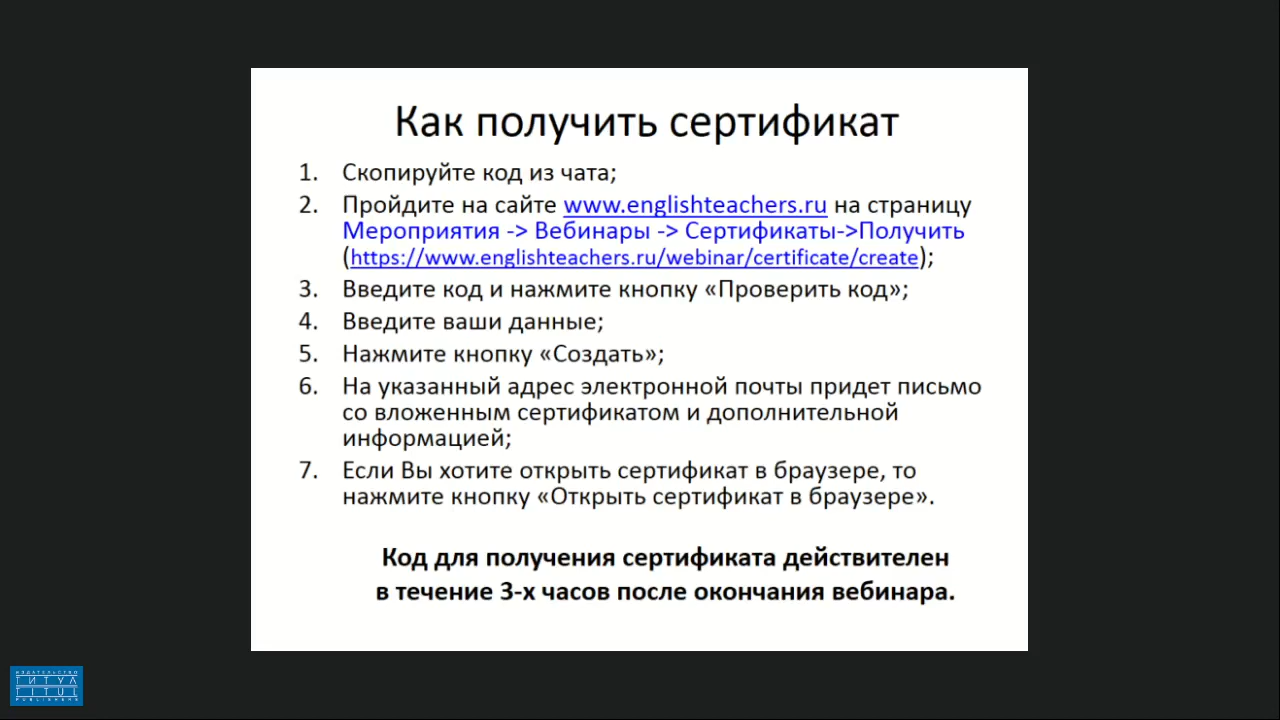 Как получить сертификат
1. Скопируйте код из чата;
2. Пройдите на сайте www.englishteachers.ru на страницу
Мероприятия -> Вебинары -> Сертификаты->Получить
(https://www.englishteachers.ru/webinar/certificate/create);
3. Введите код и нажмите кнопку «Проверить код»;
4. Введите ваши данные;
5. Нажмите кнопку «Создать»;
6. На указанный адрес электронной почты придет письмо
со вложенным сертификатом и дополнительной
информацией;
7. Если Вы хотите открыть сертификат в браузере, то
нажмите кнопку «Открыть сертификат в браузере».
Код для получения сертификата действителен
в течение 3-х часов после окончания вебинара.
ИЗДАТЕЛЬСТВО
ТИТУЛ
TITUL
PUBLISHERS